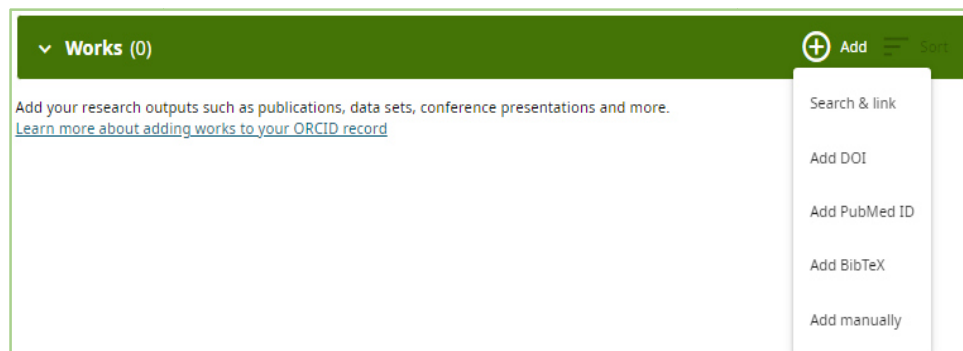 Works (0)
Add
Sort
Add your research outputs such as publications, data sets, conference presentations and more.
Learn more about adding works to your ORCID record
Search & link
Add DOI
Add PubMed ID
Add BibTeX
Add manually